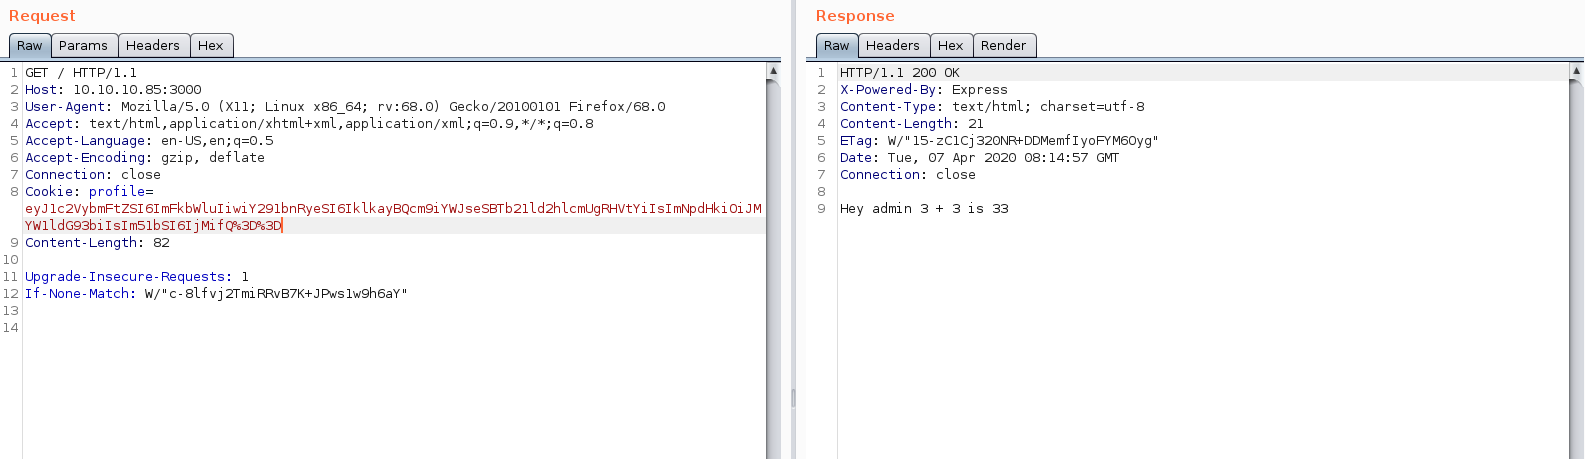 Request
Raw Params Headers Hex
1 GET / HTTP/1.1
2 Host: 10.10.10.85:3000
3 User-Agent: Mozilla/5.0 (X11; Linux x86_64; rv:68.0) Gecko/20100101 Firefox/68.0
4 Accept: text/html,application/xhtml+xml,application/xml;q=0.9,*/*;q=0.8
5 Accept-Language: en-US,en;q=0.5
6 Accept-Encoding: gzip, deflate
7 Connection: close
8 Cookie: profile=
eyJ1c2VybmFtZSI6ImFkbWluIiwiY291bnRyeSI6IklkayBQcm9iYWJseSBTb21ld2hlcmUgRHVtYiIsImNpdHkiOiJM
YW1ldG93biIsIm51bSI6IjMifQ%3D%3D
9 Content-Length: 82
10
11 Upgrade-Insecure-Requests: 1
12 If-None-Match: W/"c-8lfvj2TmiRRvB7K+JPws1w9h6aY"
13
14
Response
Raw Headers Hex Render
1 HTTP/1.1 200 OK
2 X-Powered-By: Express
3 Content-Type: text/html; charset=utf-8
4 Content-Length: 21
5 ETag: W/"15-zC1Cj320NR+DDMemfIyoFYM6Oyg"
6 Date: Tue, 07 Apr 2020 08:14:57 GMT
7 Connection: close
8
9 Hey admin 3 + 3 is 33